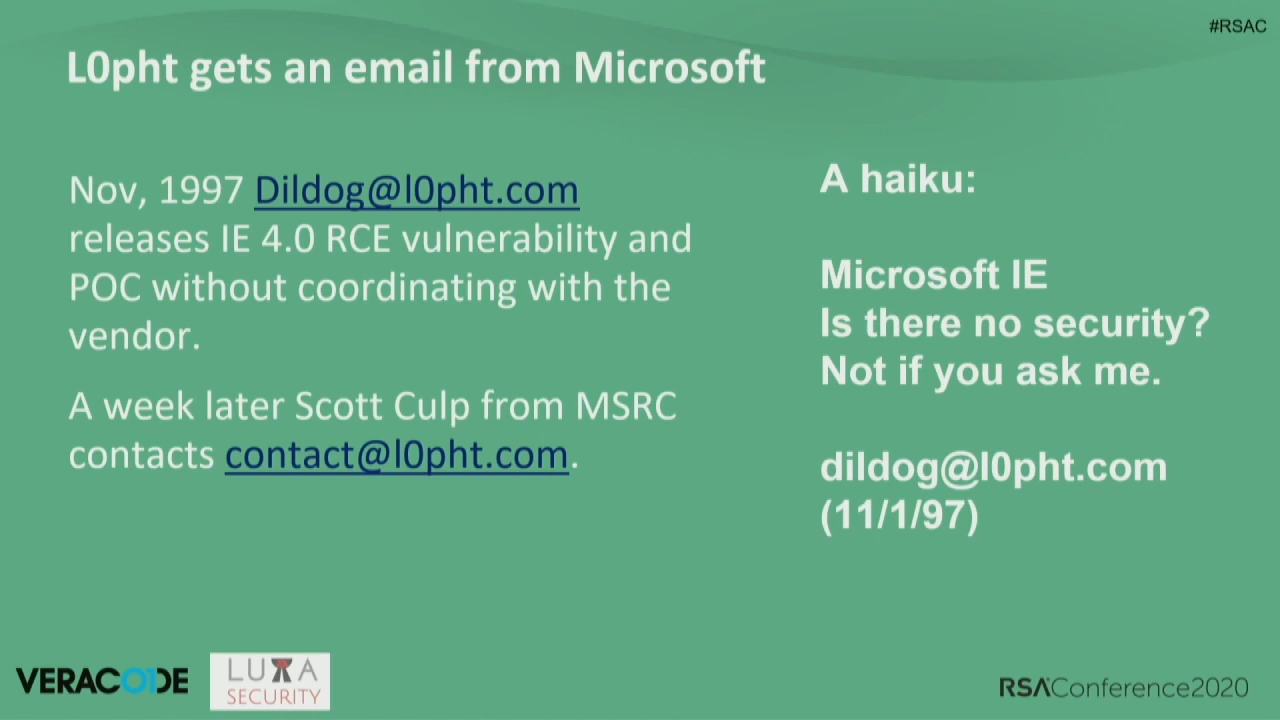 #RSAC
L0pht gets an email from Microsoft
Nov, 1997 Dildog@l0pht.com
releases IE 4.0 RCE vulnerability and
POC without coordinating with the
vendor.
A week later Scott Culp from MSRC
contacts contact@l0pht.com.
A haiku:
Microsoft IE
Is there no security?
Not if you ask me.
dildog@l0pht.com
(11/1/97)
VERACODE
LUTA
SECURITY
RSAConference2020